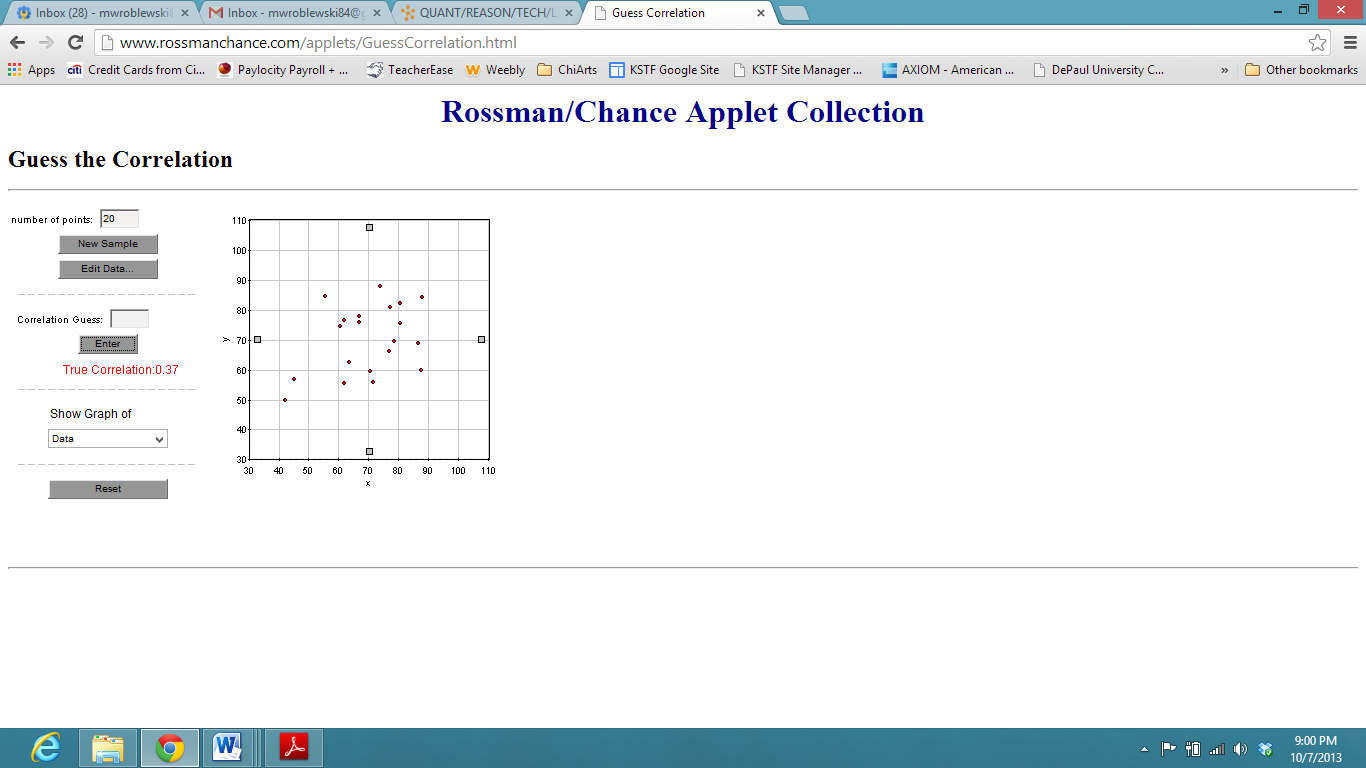 Inbox (28) - mwroblewski
Inbox - mwroblewski84@g
QUANT/REASON/TECH/L
Guess Correlation
www.rossmanchance.com/applets/GuessCorrelation.html
Apps
citi Credit Cards from Ci...
Paylocity Payroll + ...
TeacherEase
Weebly
ChiArts
KSTF Google Site
KSTF Site Manager ...
AXIOM - American ...
DePaul University C...
»
Other bookmarks
Rossman/Chance Applet Collection
Guess the Correlation
number of points: 20
New Sample
Edit Data...
Correlation Guess:
Enter
True Correlation:0.37
Show Graph of
Data
Reset
110
100
90
80
70
60
50
40
30
y
30 40 50 60 70 80 90 100 110
x
9:00 PM
10/7/2013